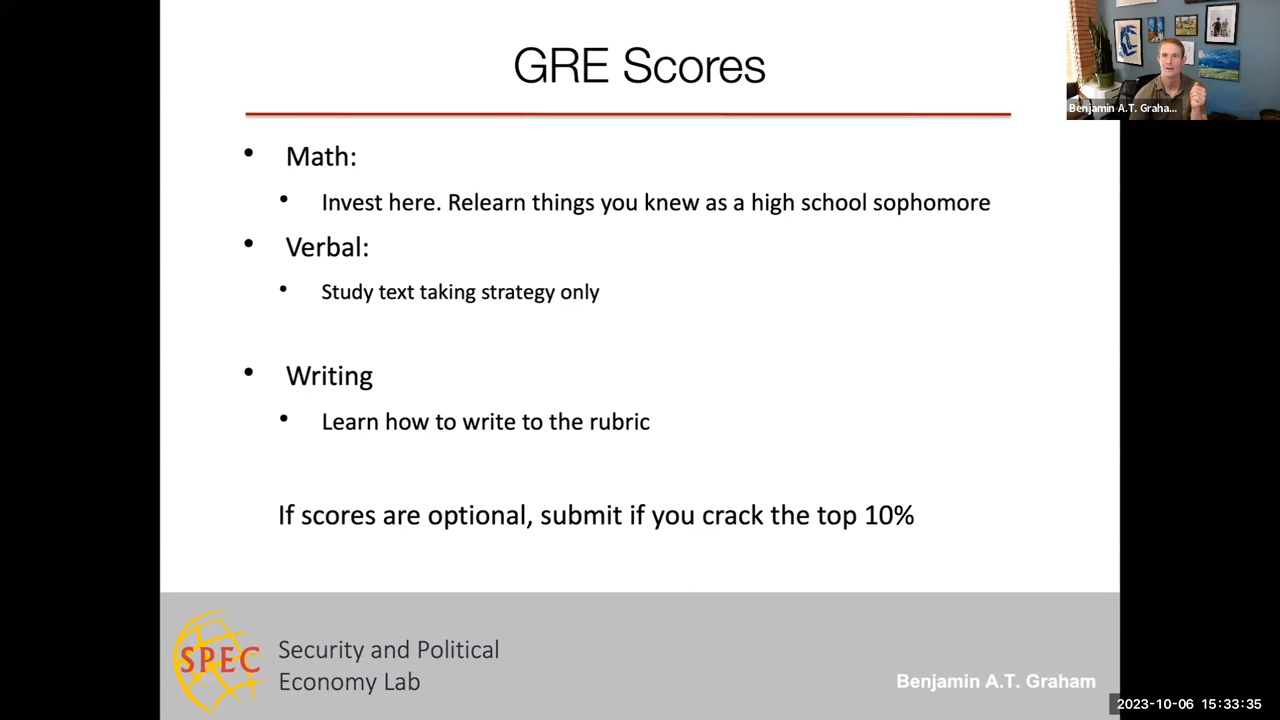 GRE Scores
Benjamin A.T. Graha...
• Math:
• Invest here. Relearn things you knew as a high school sophomore
• Verbal:
• Study text taking strategy only
• Writing
• Learn how to write to the rubric
If scores are optional, submit if you crack the top 10%
SPEC
Security and Political
Economy Lab
Benjamin A.T. Graham
2023-10-06 15:33:35